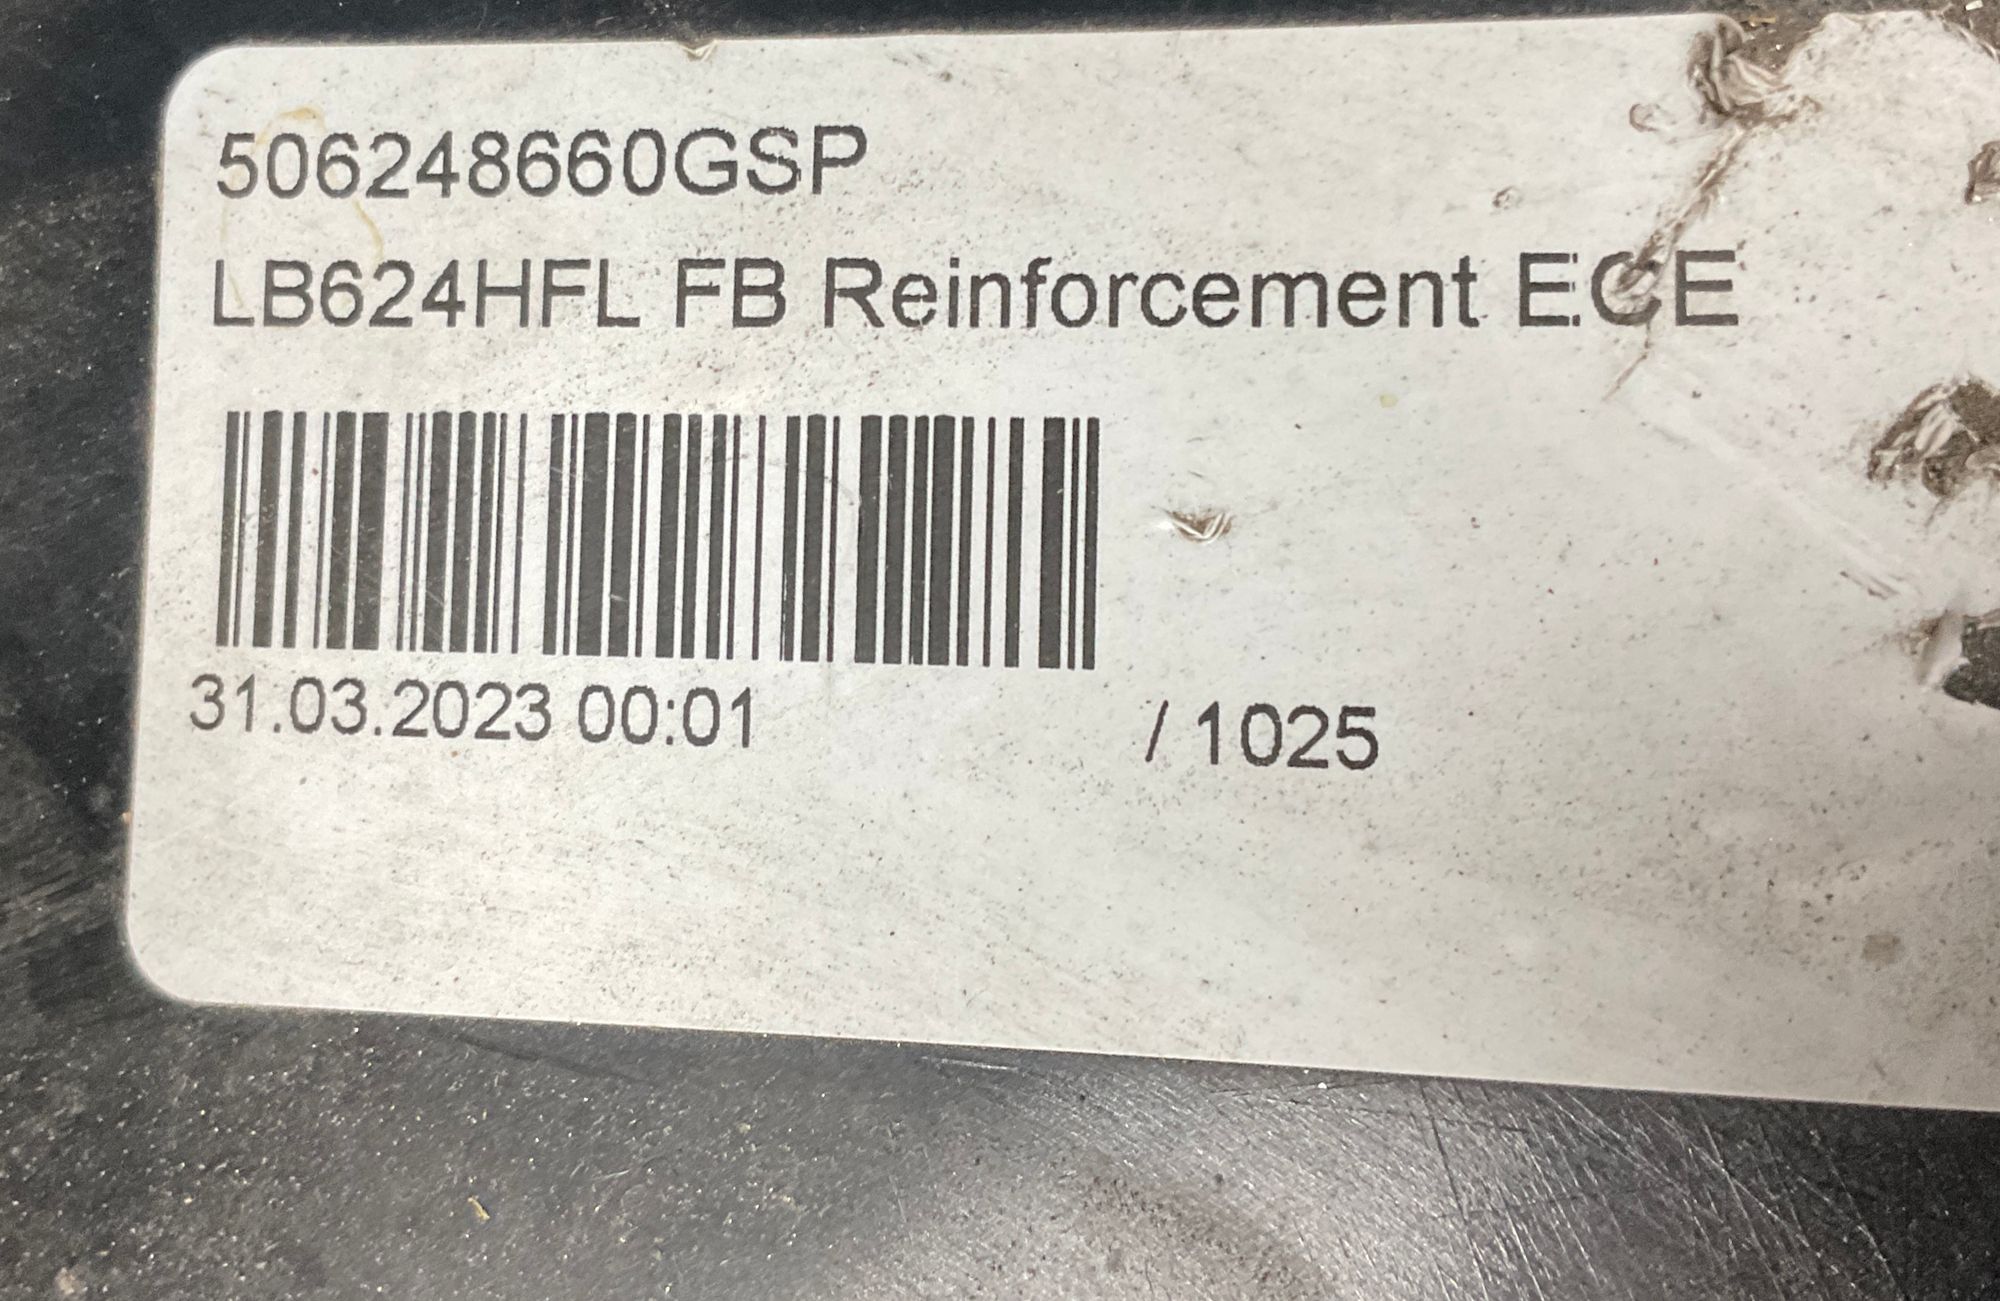 506248660GSP
LB624HFL FB Reinforcement ECE
31.03.2023 00:01 / 1025